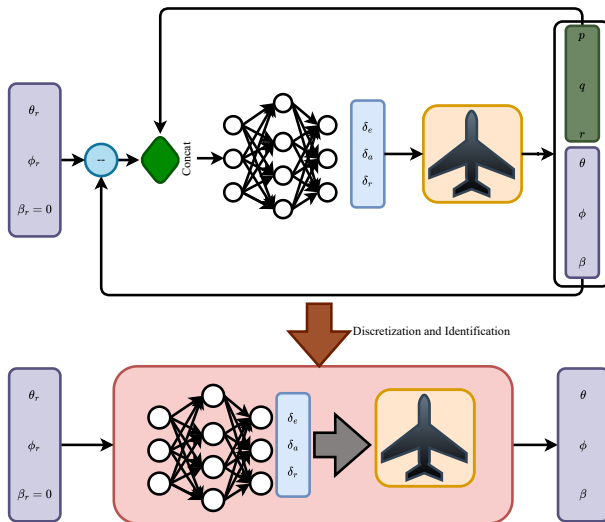 p
q
r
θ_r
ϕ_r
β_r = 0
--
Concat
δ_e
δ_a
δ_r
θ
ϕ
β
Discretization and Identification
θ_r
ϕ_r
β_r = 0
δ_e
δ_a
δ_r
θ
ϕ
β